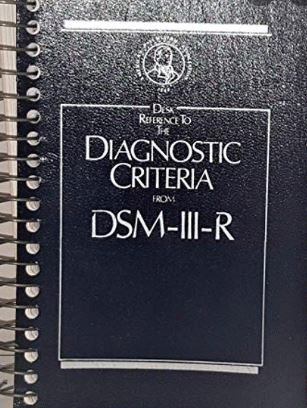 DESK
REFERENCE TO
THE
DIAGNOSTIC
CRITERIA
FROM
DSM-III-R